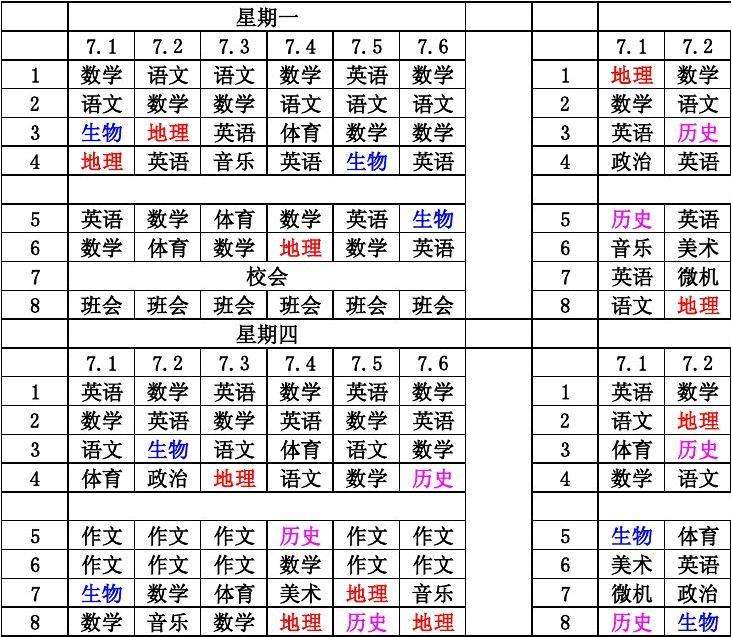 星期一
7.1 7.2 7.3 7.4 7.5 7.6 7.1 7.2
1 数学 语文 语文 数学 英语 数学 1 地理 数学
2 语文 数学 数学 语文 语文 语文 2 数学 语文
3 生物 地理 英语 体育 数学 数学 3 英语 历史
4 地理 英语 音乐 英语 生物 英语 4 政治 英语
5 英语 数学 体育 数学 英语 生物 5 历史 英语
6 数学 体育 数学 地理 数学 英语 6 音乐 美术
7 校会 7 英语 微机
8 班会 班会 班会 班会 班会 班会 8 语文 地理
星期四
7.1 7.2 7.3 7.4 7.5 7.6 7.1 7.2
1 英语 数学 英语 数学 英语 数学 1 英语 数学
2 数学 英语 数学 英语 数学 英语 2 语文 地理
3 语文 生物 语文 体育 语文 数学 3 体育 历史
4 体育 政治 地理 语文 数学 历史 4 数学 语文
5 作文 作文 作文 历史 作文 作文 5 生物 体育
6 作文 作文 作文 数学 作文 作文 6 美术 英语
7 生物 数学 体育 美术 地理 音乐 7 微机 政治
8 数学 音乐 数学 地理 历史 地理 8 历史 生物